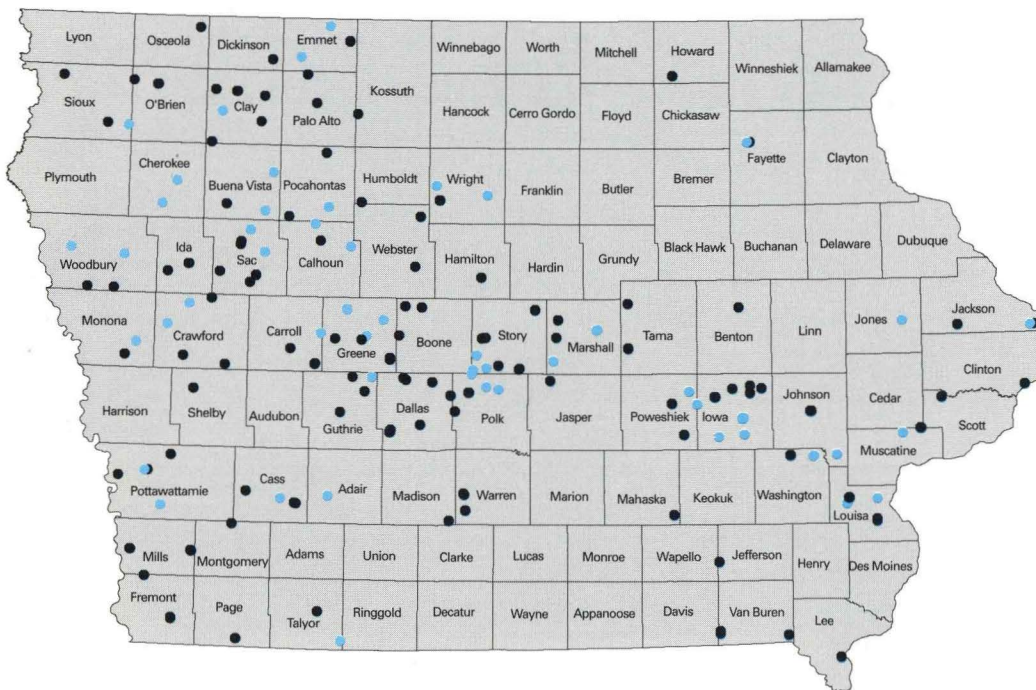 Lyon
Osceola
Dickinson
Emmet
Winnebago
Worth
Mitchell
Howard
Winneshiek
Allamakee
Kossuth
Sioux
O'Brien
Clay
Palo Alto
Hancock
Cerro Gordo
Floyd
Chickasaw
Fayette
Clayton
Plymouth
Cherokee
Buena Vista
Pocahontas
Humboldt
Wright
Franklin
Butler
Bremer
Woodbury
Ida
Sac
Calhoun
Webster
Hamilton
Hardin
Grundy
Black Hawk
Buchanan
Delaware
Dubuque
Monona
Crawford
Carroll
Greene
Boone
Story
Marshall
Tama
Benton
Linn
Jones
Jackson
Clinton
Harrison
Shelby
Audubon
Guthrie
Dallas
Polk
Jasper
Poweshiek
Iowa
Johnson
Cedar
Scott
Muscatine
Pottawattamie
Cass
Adair
Madison
Warren
Marion
Mahaska
Keokuk
Washington
Louisa
Mills
Montgomery
Adams
Union
Clarke
Lucas
Monroe
Wapello
Jefferson
Henry
Des Moines
Fremont
Page
Talyor
Ringgold
Decatur
Wayne
Appanoose
Davis
Van Buren
Lee